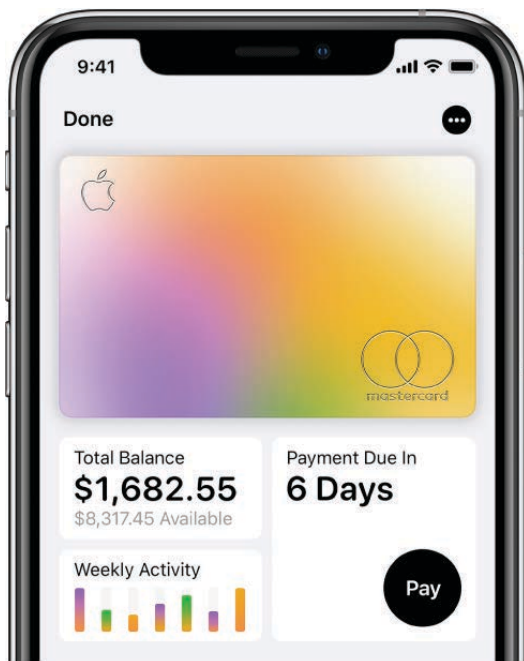 9:41
Done
mastercard
Total Balance
$1,682.55
$8,317.45 Available
Payment Due In
6 Days
Pay
Weekly Activity